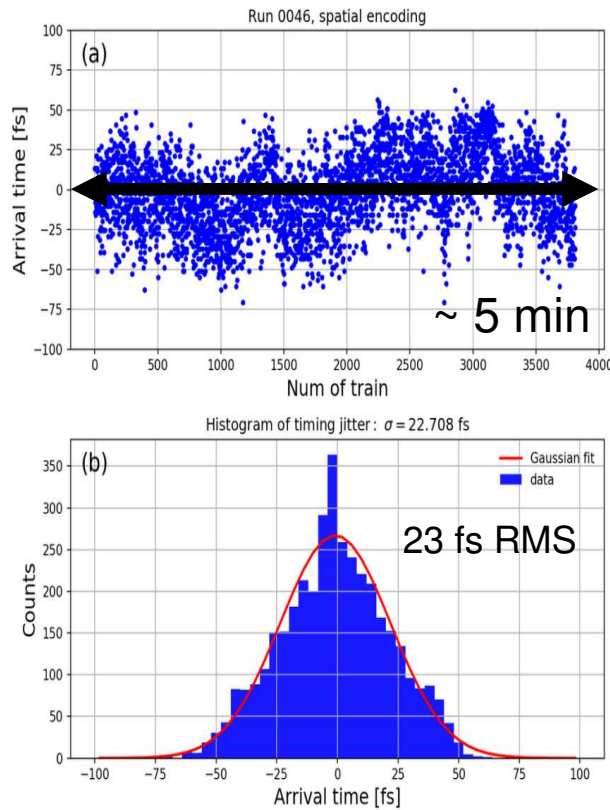 Run 0046, spatial encoding
(a)
Arrival time [fs]
100
75
50
25
0
−25
−50
−75
−100
~ 5 min
0 500 1000 1500 2000 2500 3000 3500 4000
Num of train
Histogram of timing jitter: σ = 22.708 fs
(b)
Counts
350
300
250
200
150
100
50
0
Gaussian fit
data
23 fs RMS
−100 −75 −50 −25 0 25 50 75 100
Arrival time [fs]